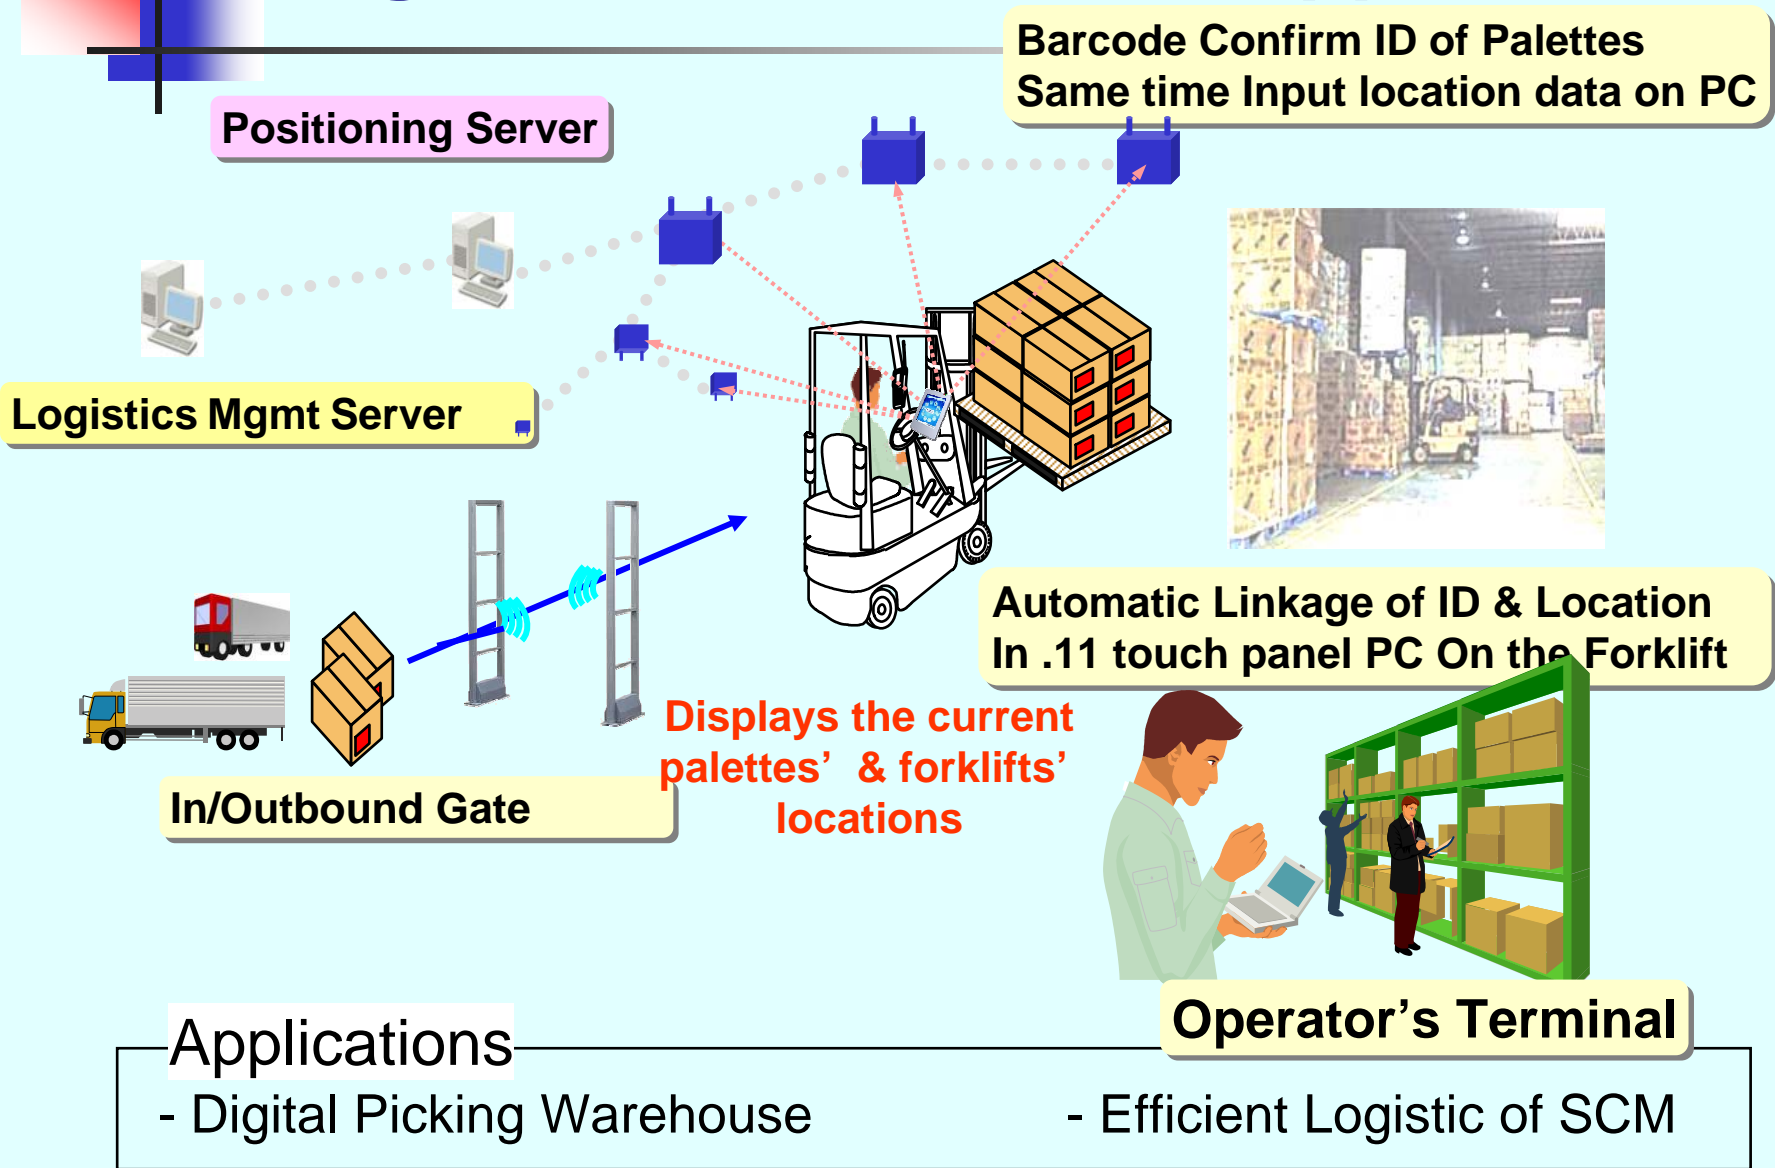 Barcode Confirm ID of Palettes
Same time Input location data on PC
Positioning Server
Logistics Mgmt Server
Automatic Linkage of ID & Location
In .11 touch panel PC On the Forklift
Displays the current
palettes’ & forklifts’
locations
In/Outbound Gate
Operator’s Terminal
Applications
- Digital Picking Warehouse
- Efficient Logistic of SCM